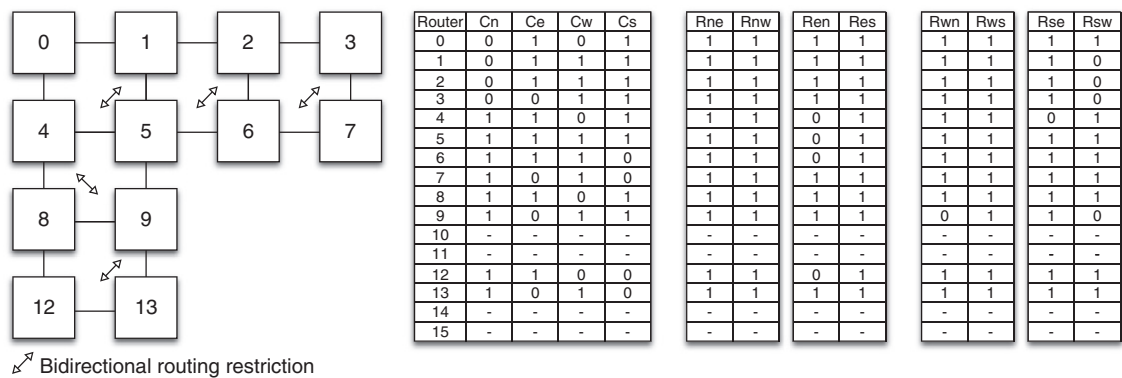 0 1 2 3
4 5 6 7
8 9
12 13
Bidirectional routing restriction
Router Cn Ce Cw Cs Rne Rnw Ren Res Rwn Rws Rse Rsw
0 0 1 0 1 1 1 1 1 1 1 1 1
1 0 1 1 1 1 1 1 1 1 1 1 0
2 0 1 1 1 1 1 1 1 1 1 1 0
3 0 0 1 1 1 1 1 1 1 1 1 0
4 1 1 0 1 1 1 0 1 1 1 0 1
5 1 1 1 1 1 1 0 1 1 1 1 1
6 1 1 1 0 1 1 0 1 1 1 1 1
7 1 0 1 0 1 1 1 1 1 1 1 1
8 1 1 0 1 1 1 1 1 1 1 1 1
9 1 0 1 1 1 1 1 1 0 1 1 0
10 - - - - - - - - - - - -
11 - - - - - - - - - - - -
12 1 1 0 0 1 1 0 1 1 1 1 1
13 1 0 1 0 1 1 1 1 1 1 1 1
14 - - - - - - - - - - - -
15 - - - - - - - - - - - -